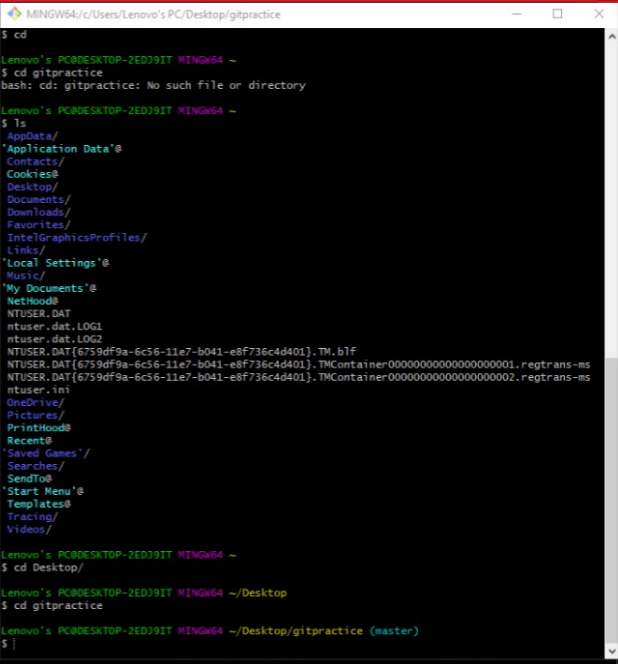 MINGW64:/c/Users/Lenovo's PC/Desktop/gitpractice
$ cd
Lenovo's PC@DESKTOP-2EDJ9IT MINGW64 ~
$ cd gitpractice
bash: cd: gitpractice: No such file or directory
Lenovo's PC@DESKTOP-2EDJ9IT MINGW64 ~
$ ls
AppData/
'Application Data'@
Contacts/
Cookies@
Desktop/
Documents/
Downloads/
Favorites/
IntelGraphicsProfiles/
Links/
'Local Settings'@
Music/
'My Documents'@
NetHood@
NTUSER.DAT
ntuser.dat.LOG1
ntuser.dat.LOG2
NTUSER.DAT{6759df9a-6c56-11e7-b041-e8f736c4d401}.TM.blf
NTUSER.DAT{6759df9a-6c56-11e7-b041-e8f736c4d401}.TMContainer00000000000000000001.regtrans-ms
NTUSER.DAT{6759df9a-6c56-11e7-b041-e8f736c4d401}.TMContainer00000000000000000002.regtrans-ms
ntuser.ini
OneDrive/
Pictures/
PrintHood@
Recent@
'Saved Games'/
Searches/
SendTo@
'Start Menu'@
Templates@
Tracing/
Videos/
Lenovo's PC@DESKTOP-2EDJ9IT MINGW64 ~
$ cd Desktop/
Lenovo's PC@DESKTOP-2EDJ9IT MINGW64 ~/Desktop
$ cd gitpractice
Lenovo's PC@DESKTOP-2EDJ9IT MINGW64 ~/Desktop/gitpractice (master)
$